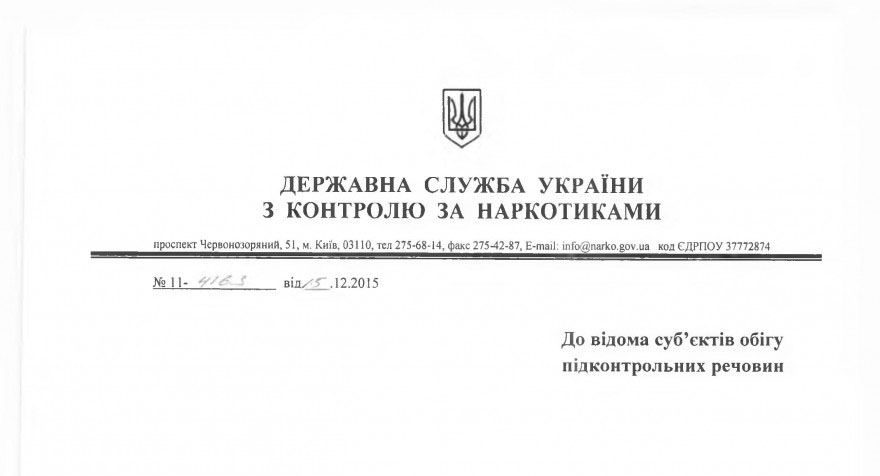 ДЕРЖАВНА СЛУЖБА УКРАЇНИ
З КОНТРОЛЮ ЗА НАРКОТИКАМИ
проспект Червонозоряний, 51, м. Київ, 03110, тел 275-68-14, факс 275-42-87, E-mail: info@narko.gov.ua код ЄДРПОУ 37772874
№ 11- від 15 .12.2015
До відома суб’єктів обігу
підконтрольних речовин